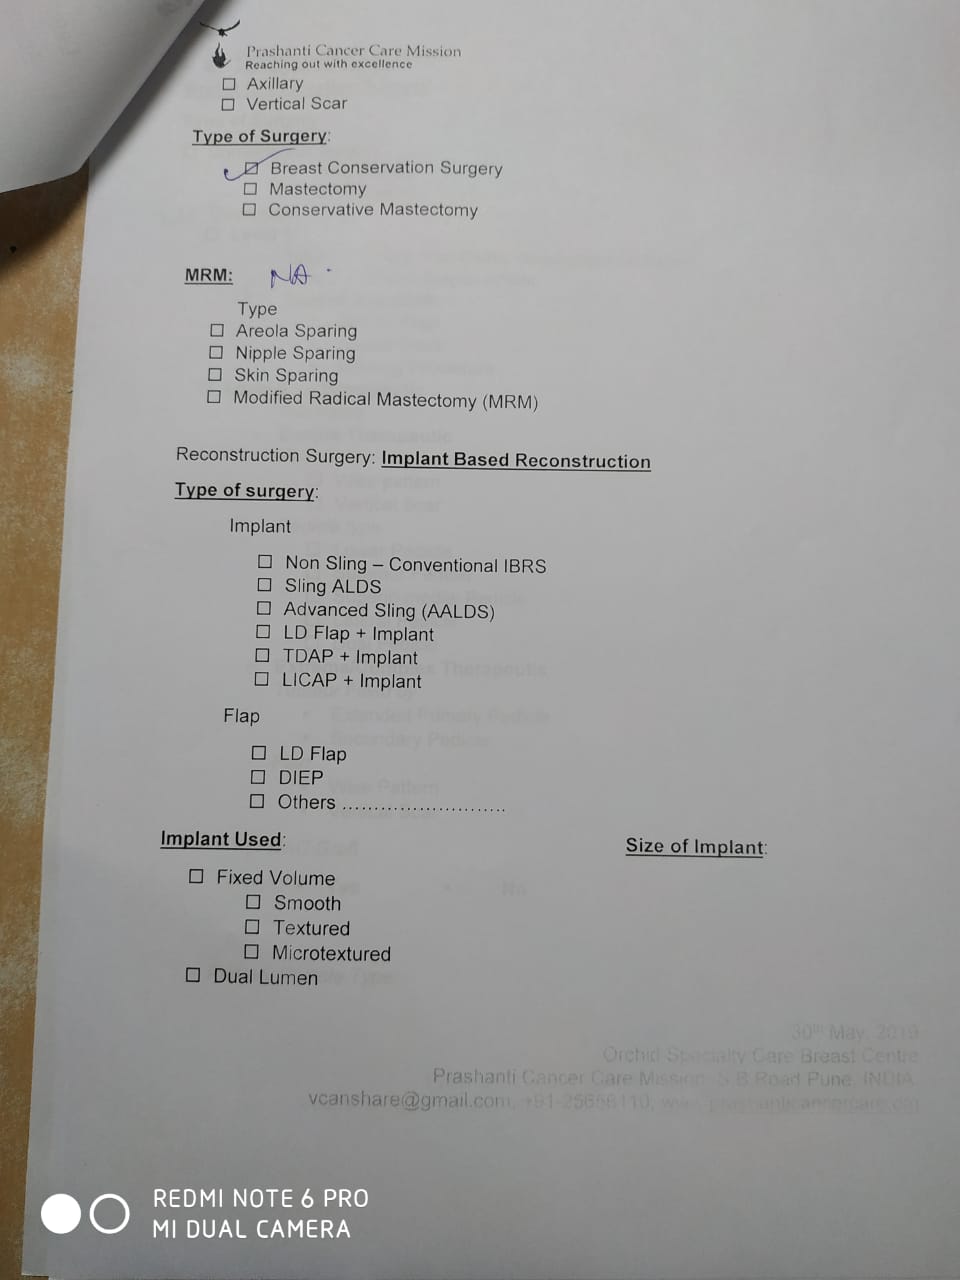 Prashanti Cancer Care Mission
Reaching out with excellence
☐ Axillary
☐ Vertical Scar
Type of Surgery:
☑ Breast Conservation Surgery
☐ Mastectomy
☐ Conservative Mastectomy
MRM: NA
Type
☐ Areola Sparing
☐ Nipple Sparing
☐ Skin Sparing
☐ Modified Radical Mastectomy (MRM)
Reconstruction Surgery: Implant Based Reconstruction
Type of surgery:
Implant
☐ Non Sling – Conventional IBRS
☐ Sling ALDS
☐ Advanced Sling (AALDS)
☐ LD Flap + Implant
☐ TDAP + Implant
☐ LICAP + Implant
Flap
☐ LD Flap
☐ DIEP
☐ Others ..........................
Implant Used: Size of Implant:
☐ Fixed Volume
☐ Smooth
☐ Textured
☐ Microtextured
☐ Dual Lumen
30th May, 2019
Orchid Specialty Care Breast Centre
Prashanti Cancer Care Mission, S B Road Pune, INDIA
vcanshare@gmail.com, +91-25656110,
REDMI NOTE 6 PRO
MI DUAL CAMERA